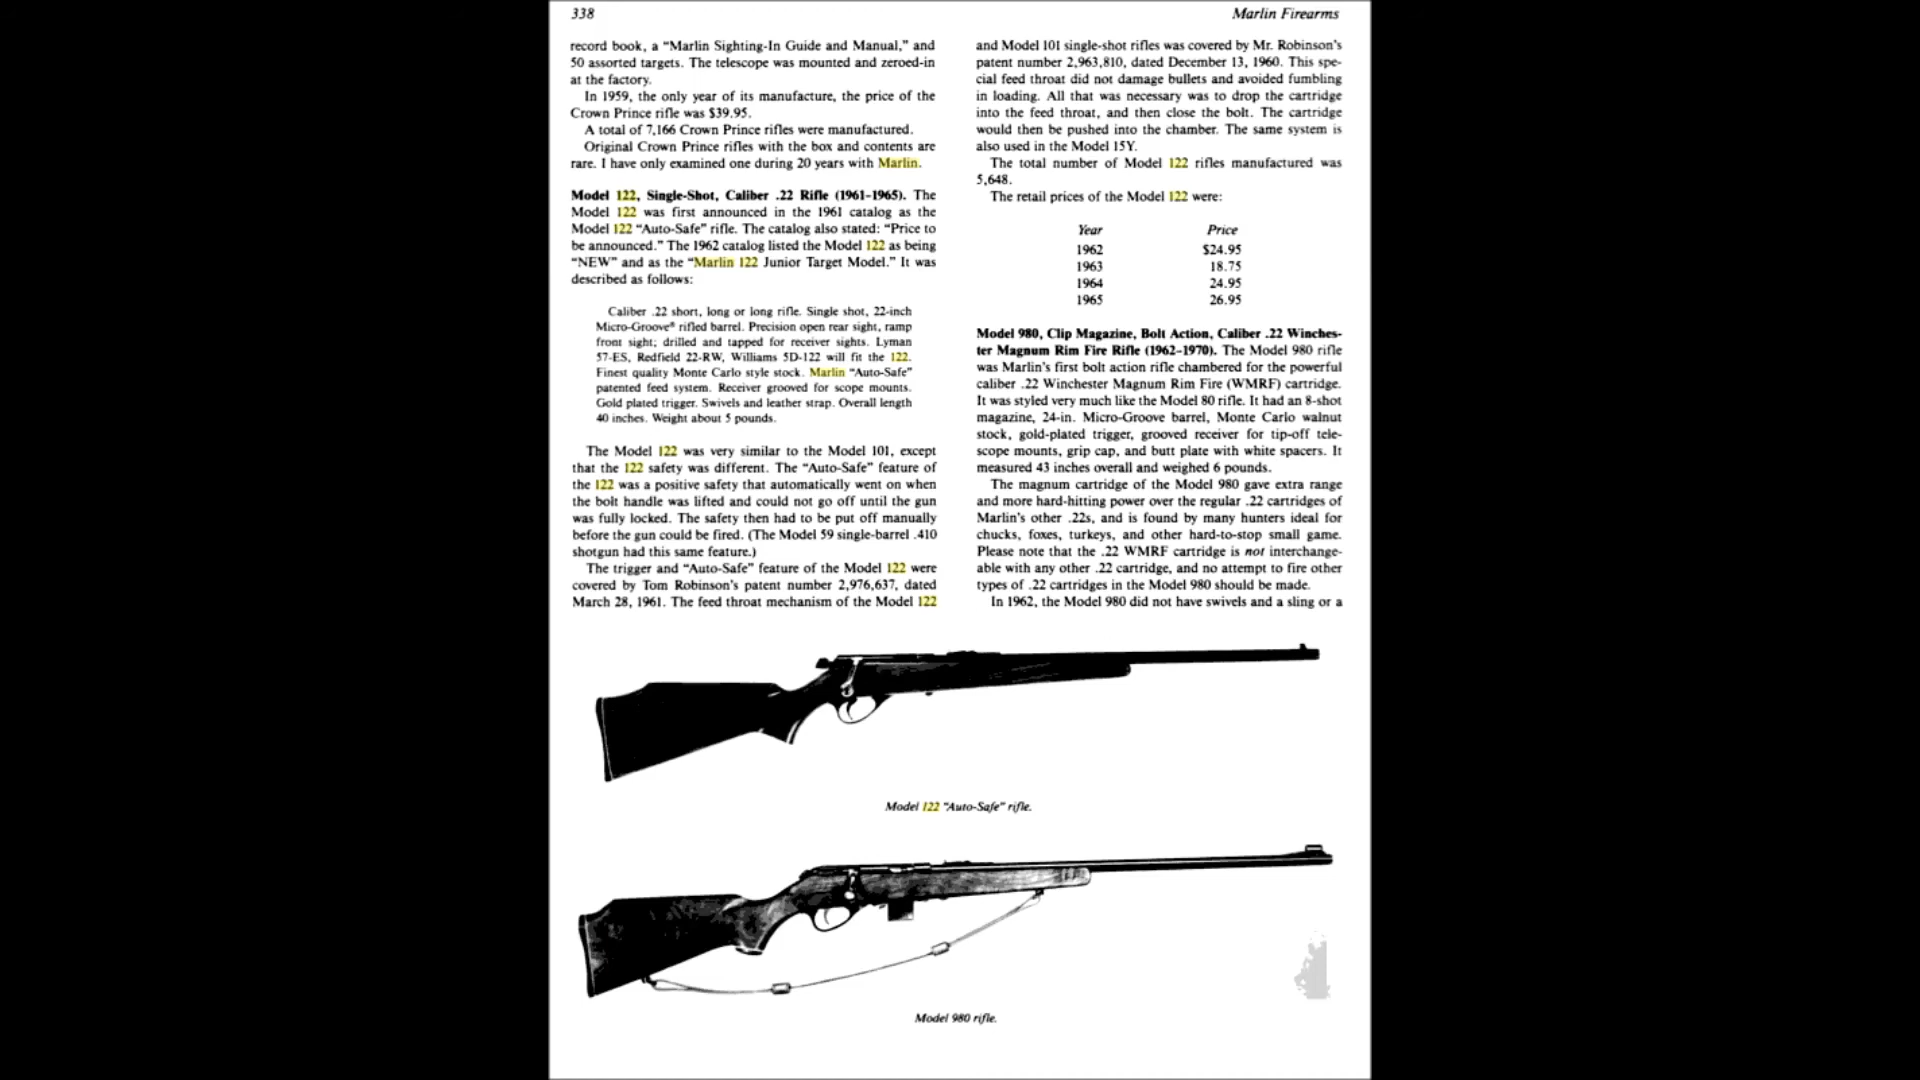 338
Marlin Firearms
record book, a “Marlin Sighting-In Guide and Manual,” and
50 assorted targets. The telescope was mounted and zeroed-in
at the factory.
In 1959, the only year of its manufacture, the price of the
Crown Prince rifle was $39.95.
A total of 7,166 Crown Prince rifles were manufactured.
Original Crown Prince rifles with the box and contents are
rare. I have only examined one during 20 years with Marlin.
Model 122, Single-Shot, Caliber .22 Rifle (1961–1965). The
Model 122 was first announced in the 1961 catalog as the
Model 122 “Auto-Safe” rifle. The catalog also stated: “Price to
be announced.” The 1962 catalog listed the Model 122 as being
“NEW” and as the “Marlin 122 Junior Target Model.” It was
described as follows:
Caliber .22 short, long or long rifle. Single shot, 22-inch
Micro-Groove® rifled barrel. Precision open rear sight, ramp
front sight; drilled and tapped for receiver sights. Lyman
57-ES, Redfield 22-RW, Williams 5D-122 will fit the 122.
Finest quality Monte Carlo style stock. Marlin “Auto-Safe”
patented feed system. Receiver grooved for scope mounts.
Gold plated trigger. Swivels and leather strap. Overall length
40 inches. Weight about 5 pounds.
The Model 122 was very similar to the Model 101, except
that the 122 safety was different. The “Auto-Safe” feature of
the 122 was a positive safety that automatically went on when
the bolt handle was lifted and could not go off until the gun
was fully locked. The safety then had to be put off manually
before the gun could be fired. (The Model 59 single-barrel .410
shotgun had this same feature.)
The trigger and “Auto-Safe” feature of the Model 122 were
covered by Tom Robinson’s patent number 2,976,637, dated
March 28, 1961. The feed throat mechanism of the Model 122
and Model 101 single-shot rifles was covered by Mr. Robinson’s
patent number 2,963,810, dated December 13, 1960. This spe-
cial feed throat did not damage bullets and avoided fumbling
in loading. All that was necessary was to drop the cartridge
into the feed throat, and then close the bolt. The cartridge
would then be pushed into the chamber. The same system is
also used in the Model 15Y.
The total number of Model 122 rifles manufactured was
5,648.
The retail prices of the Model 122 were:
Year Price
1962 $24.95
1963 18.75
1964 24.95
1965 26.95
Model 980, Clip Magazine, Bolt Action, Caliber .22 Winches-
ter Magnum Rim Fire Rifle (1962–1970). The Model 980 rifle
was Marlin’s first bolt action rifle chambered for the powerful
caliber .22 Winchester Magnum Rim Fire (WMRF) cartridge.
It was styled very much like the Model 80 rifle. It had an 8-shot
magazine, 24-in. Micro-Groove barrel, Monte Carlo walnut
stock, gold-plated trigger, grooved receiver for tip-off tele-
scope mounts, grip cap, and butt plate with white spacers. It
measured 43 inches overall and weighed 6 pounds.
The magnum cartridge of the Model 980 gave extra range
and more hard-hitting power over the regular .22 cartridges of
Marlin’s other .22s, and is found by many hunters ideal for
chucks, foxes, turkeys, and other hard-to-stop small game.
Please note that the .22 WMRF cartridge is not interchange-
able with any other .22 cartridge, and no attempt to fire other
types of .22 cartridges in the Model 980 should be made.
In 1962, the Model 980 did not have swivels and a sling or a
Model 122 “Auto-Safe” rifle.
Model 980 rifle.